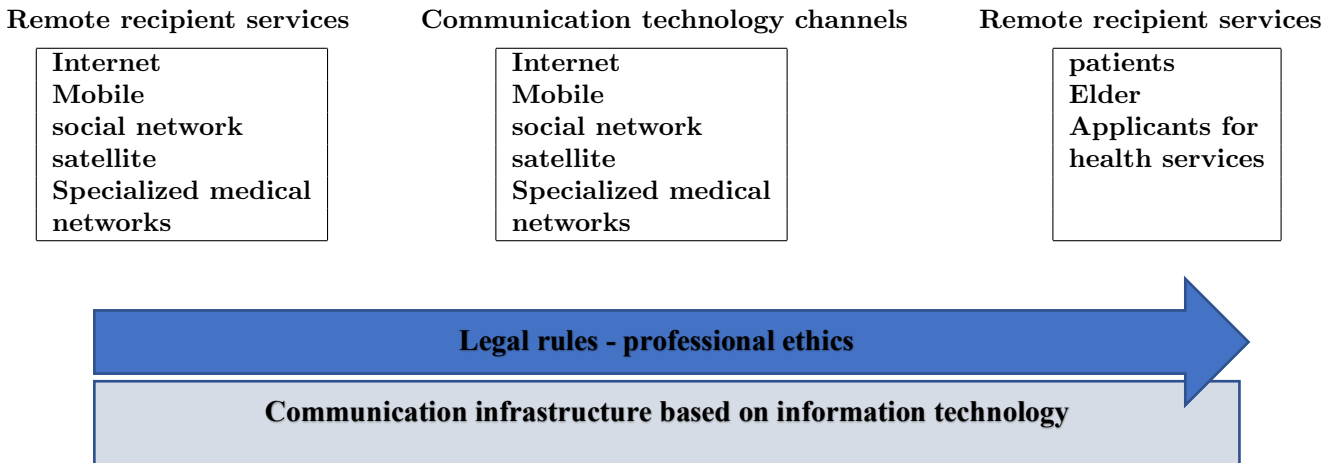 Remote recipient services
Communication technology channels
Remote recipient services
Internet
Mobile
social network
satellite
Specialized medical
networks
Internet
Mobile
social network
satellite
Specialized medical
networks
patients
Elder
Applicants for
health services
Legal rules - professional ethics
Communication infrastructure based on information technology